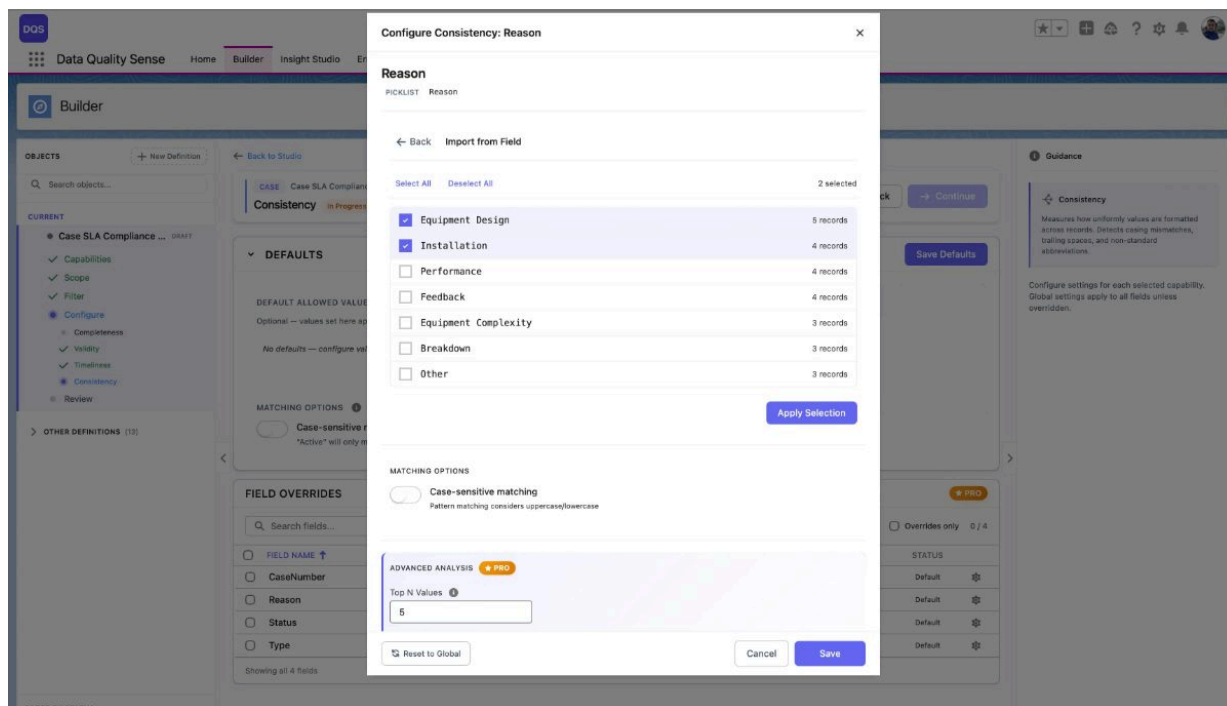 DQS
Data Quality Sense
Home
Builder
Insight Studio
Builder
OBJECTS
+ New Definition
Search objects...
CURRENT
Case SLA Compliance ... DRAFT
Capabilities
Scope
Filter
Configure
Completeness
Validity
Timeliness
Consistency
Review
OTHER DEFINITIONS (13)
← Back to Studio
CASE Case SLA Complianc
Consistency In Progress
→ Continue
DEFAULTS
Save Defaults
DEFAULT ALLOWED VALUE
Optional — values set here ap
No defaults — configure val
MATCHING OPTIONS
Case-sensitive
"Active" will only m
FIELD OVERRIDES
★ PRO
Search fields...
Overrides only 0 / 4
FIELD NAME ↑ STATUS
CaseNumber Default
Reason Default
Status Default
Type Default
Showing all 4 fields
Configure Consistency: Reason
Reason
PICKLIST Reason
← Back Import from Field
Select All Deselect All 2 selected
Equipment Design 5 records
Installation 4 records
Performance 4 records
Feedback 4 records
Equipment Complexity 3 records
Breakdown 3 records
Other 3 records
Apply Selection
MATCHING OPTIONS
Case-sensitive matching
Pattern matching considers uppercase/lowercase
ADVANCED ANALYSIS ★ PRO
Top N Values
5
Reset to Global
Cancel
Save
Guidance
Consistency
Measures how uniformly values are formatted
across records. Detects casing mismatches,
trailing spaces, and non-standard
abbreviations.
Configure settings for each selected capability.
Global settings apply to all fields unless
overridden.